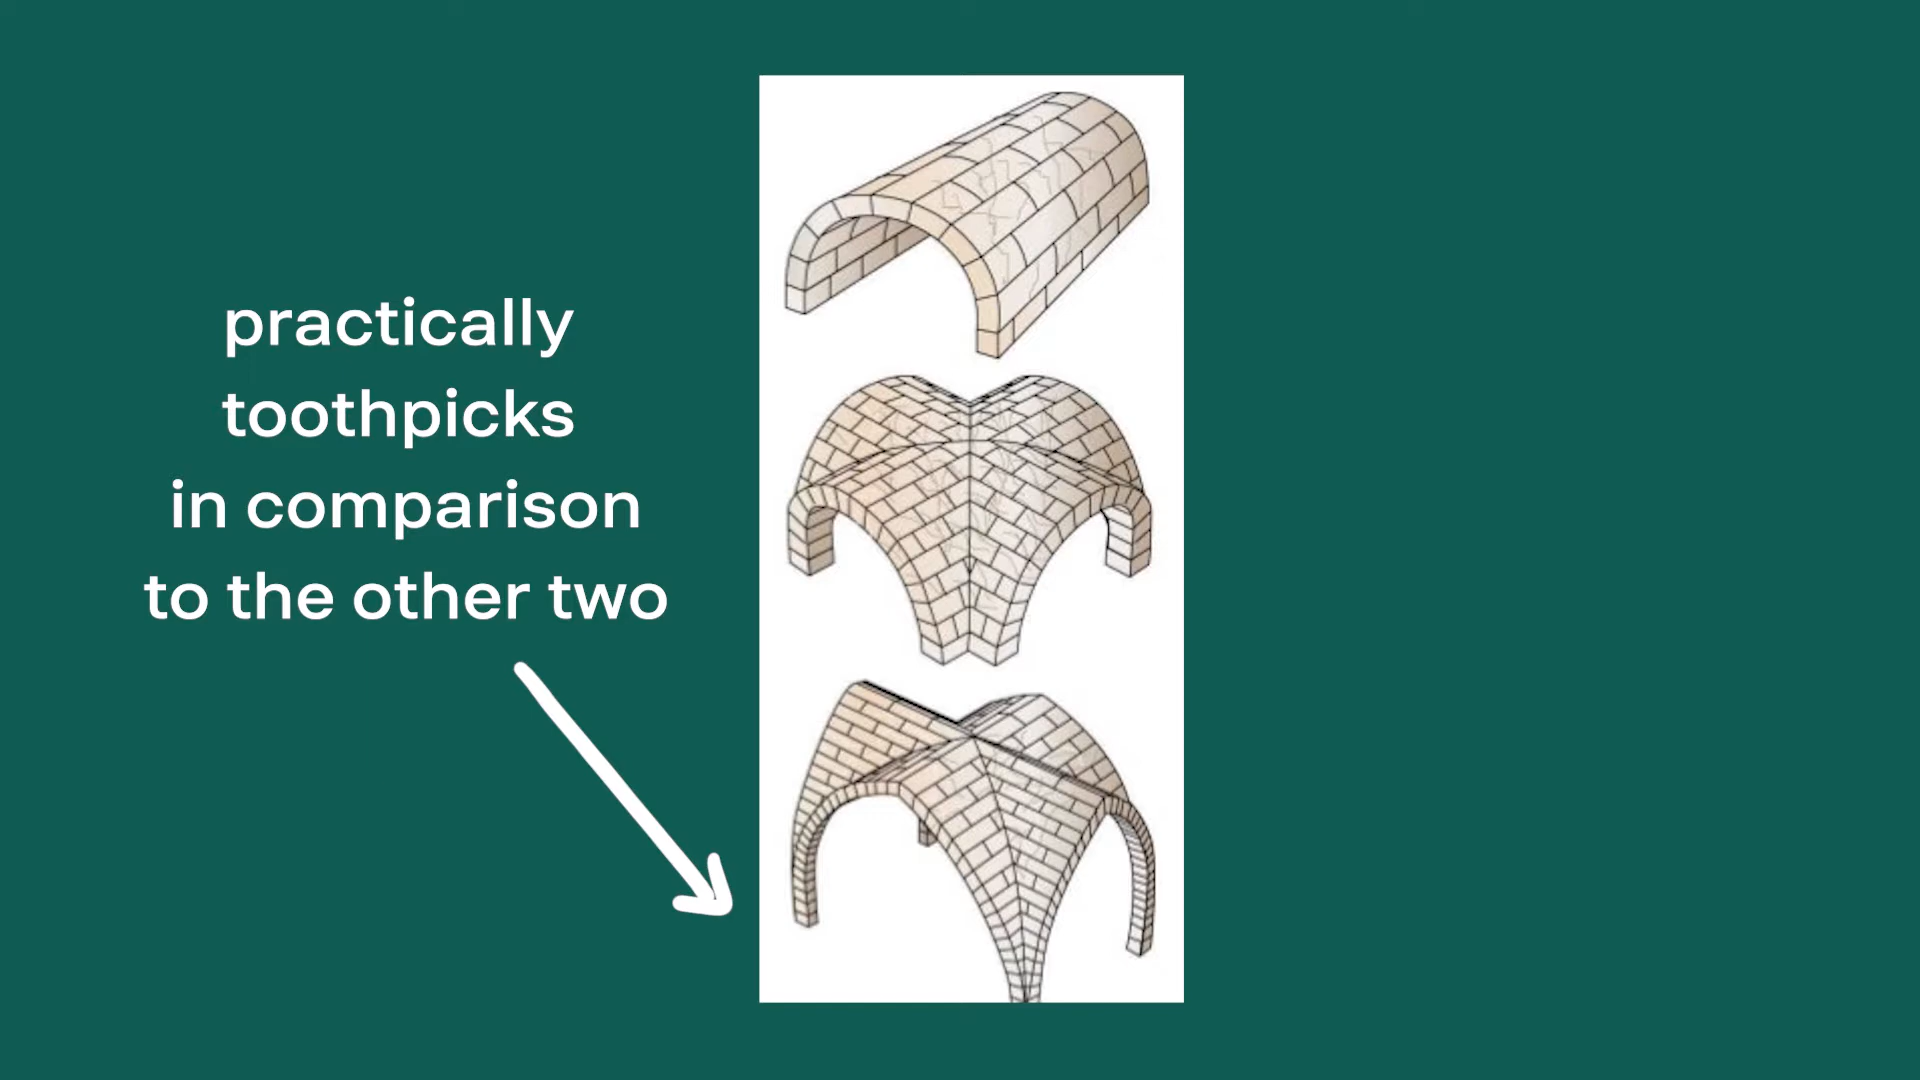 practically
toothpicks
in comparison
to the other two